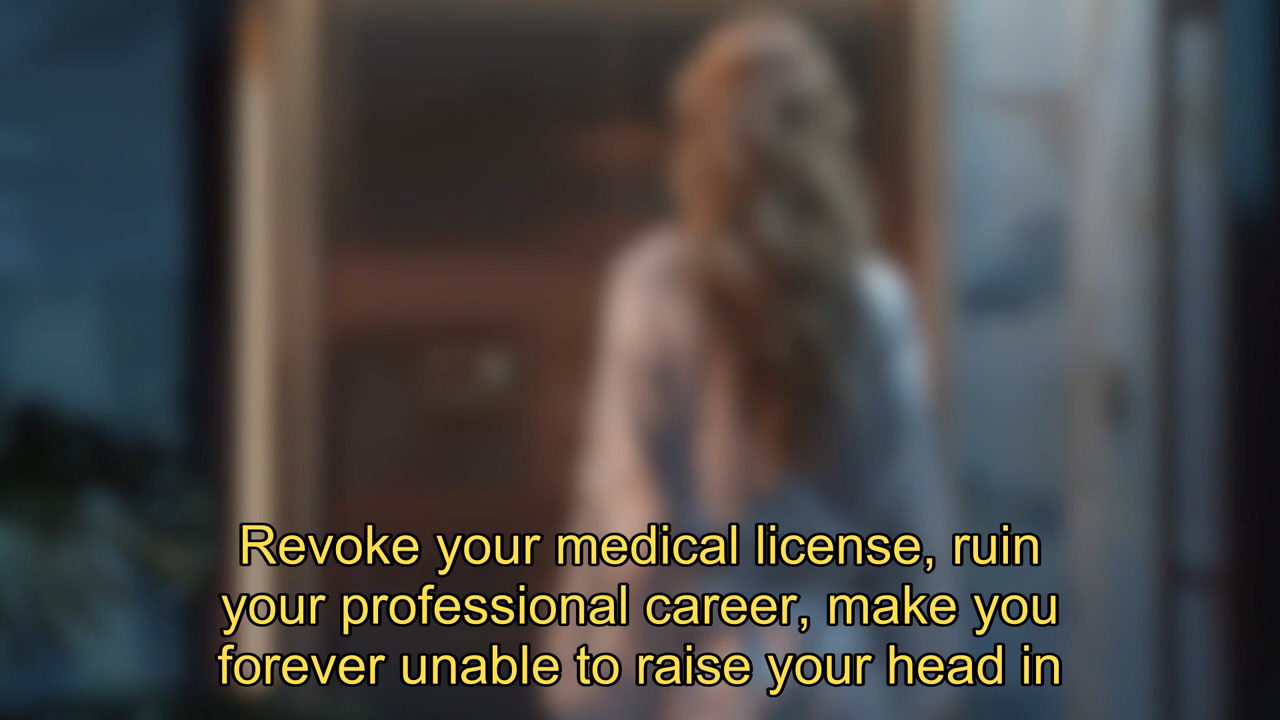 Revoke your medical license, ruin
your professional career, make you
forever unable to raise your head in